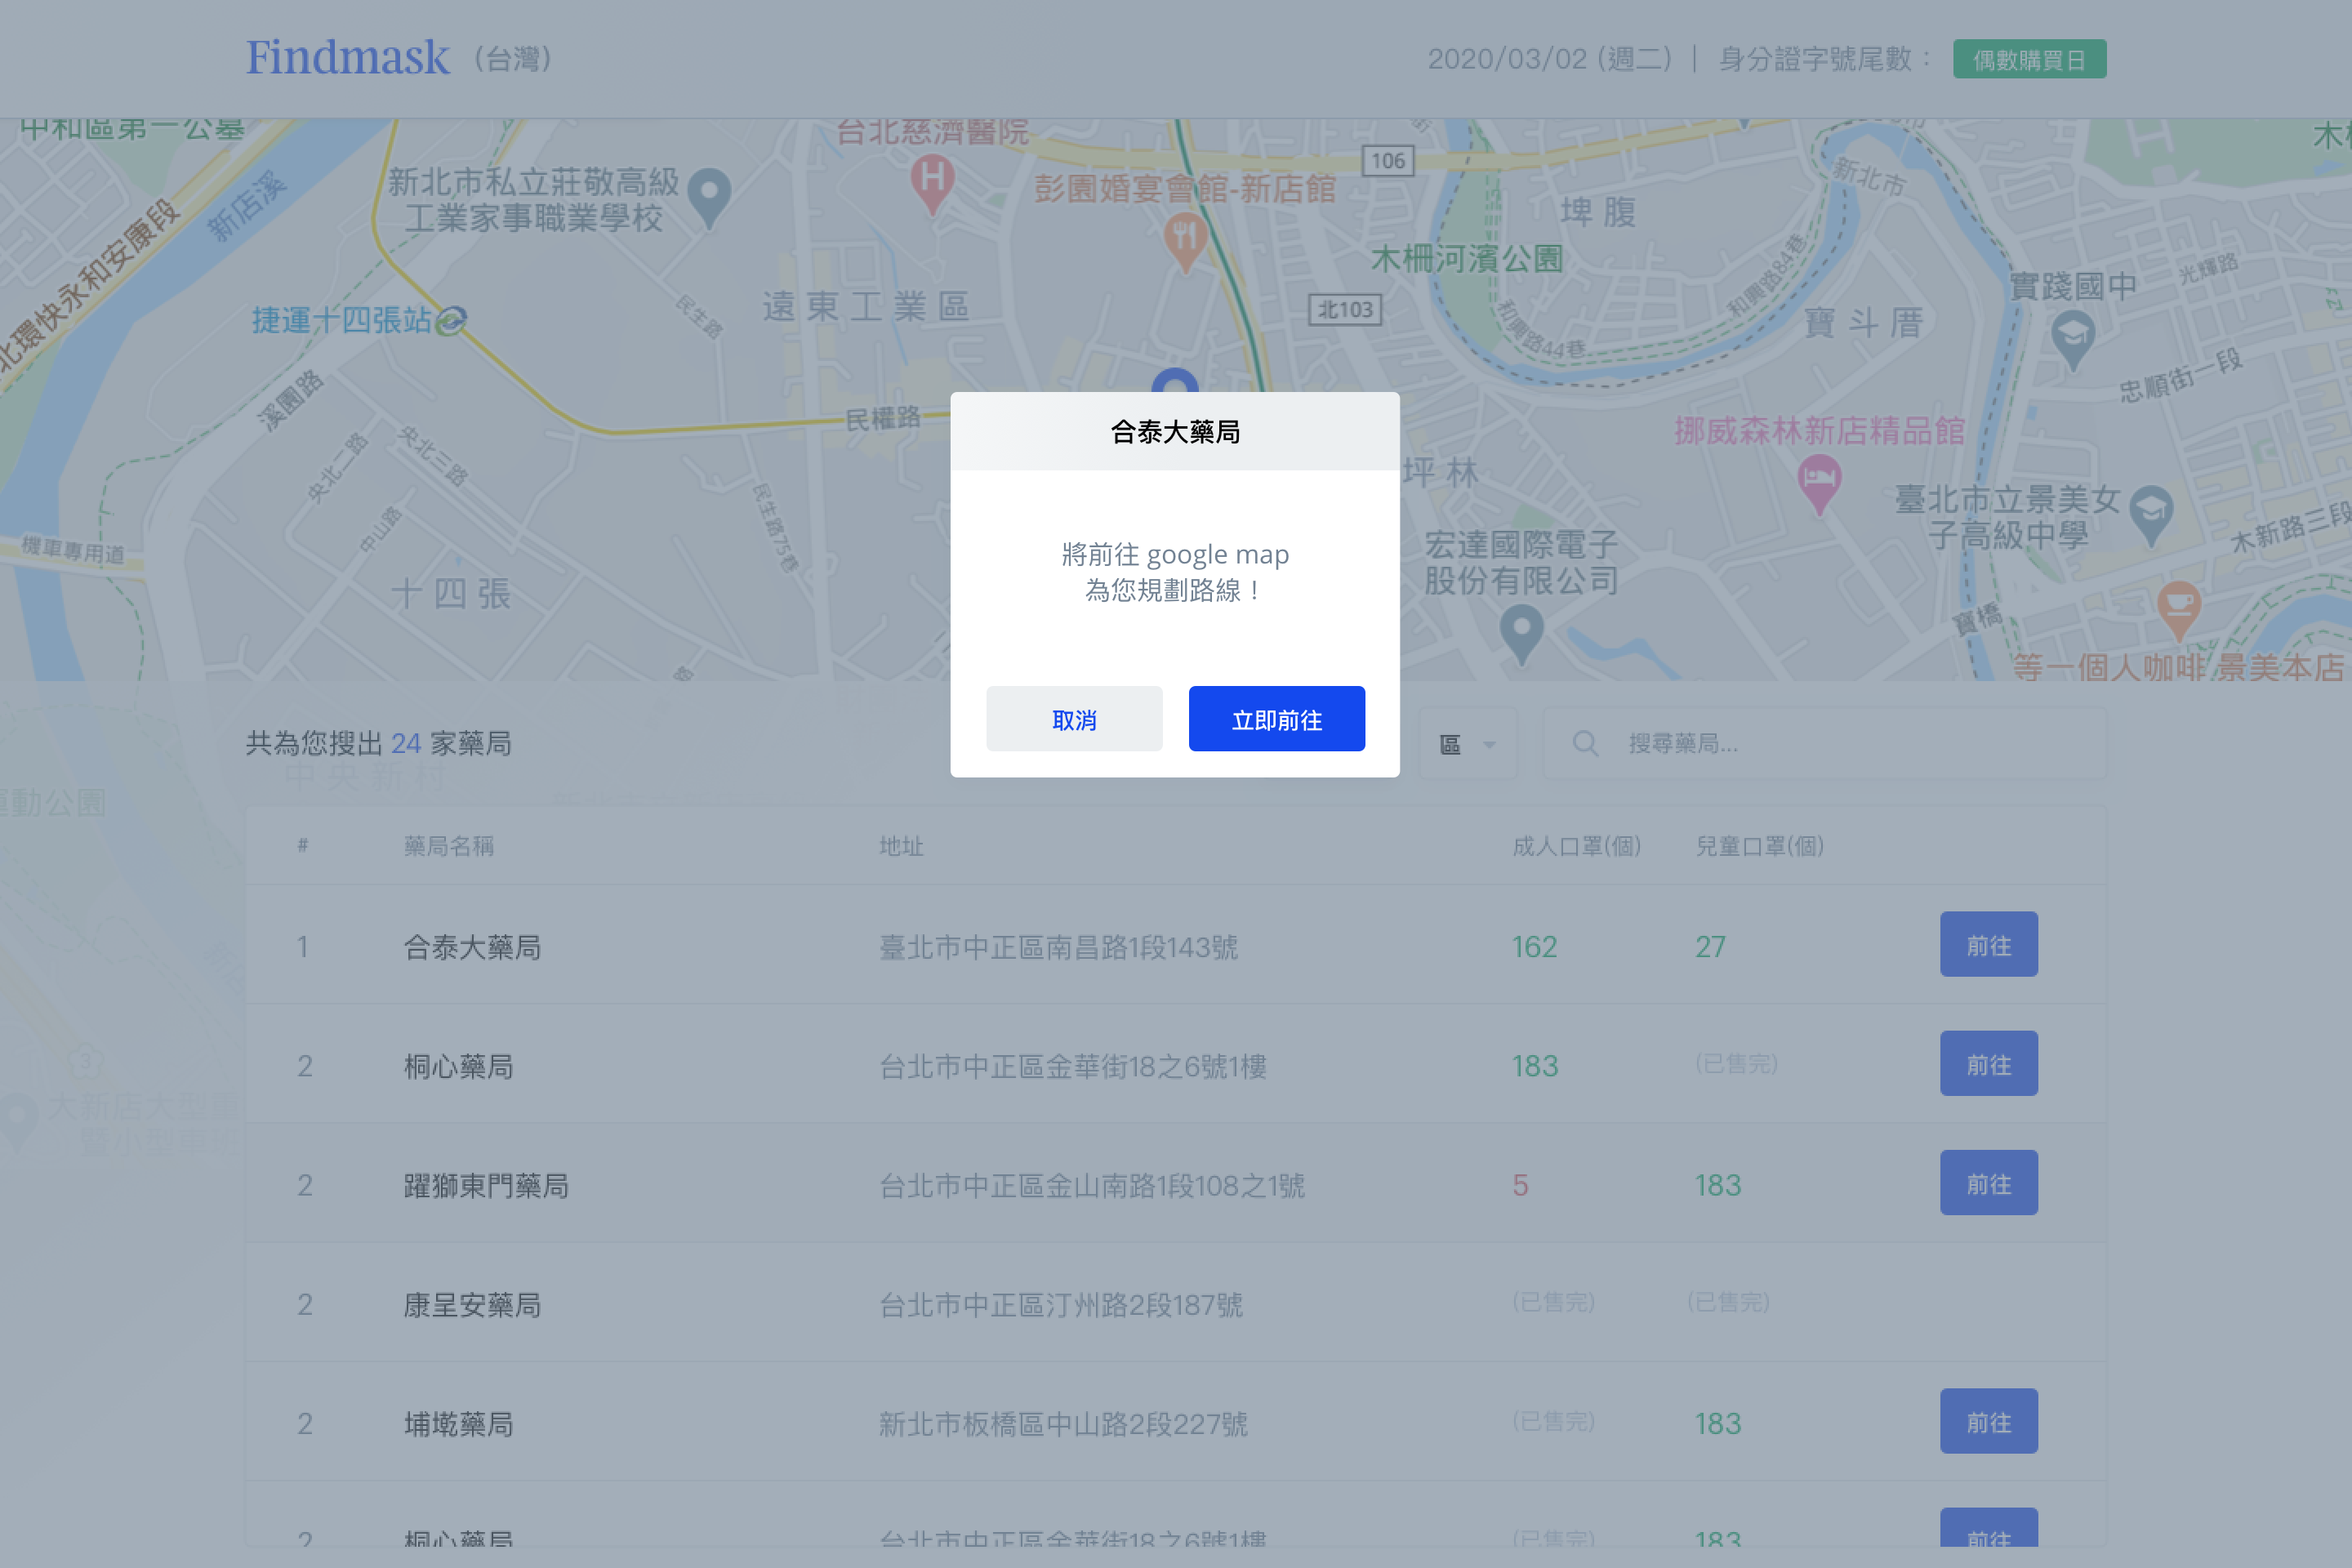 Findmask (台灣)
2020/03/02 (週二) | 身分證字號尾數： 偶數購買日
中和區第一公墓
台北慈濟醫院
街
106
新北市
木
新北市私立莊敬高級
工業家事職業學校
彭園婚宴會館-新店館
埤腹
新店溪
木柵河濱公園
北環快永和安康段
和興路84巷
實踐國中
光輝路
捷運十四張站
民生路
遠東工業區
北103
和興路44巷
寶斗厝
溪園路
民權路
忠順街一段
央北二路
央北三路
合泰大藥局
挪威森林新店精品館
坪林
中山路
民生路75巷
臺北市立景美女
子高級中學
木新路三段
機車專用道
宏達國際電子
股份有限公司
十四張
將前往 google map
為您規劃路線！
寶橋
路
等一個人咖啡 景美本店
取消
立即前往
共為您搜出 24 家藥局
區
搜尋藥局...
中央新村
運動公園
# 藥局名稱 地址 成人口罩(個) 兒童口罩(個)
1 合泰大藥局 臺北市中正區南昌路1段143號 162 27 前往
2 桐心藥局 台北市中正區金華街18之6號1樓 183 (已售完) 前往
3
大新店大型重
2 躍獅東門藥局 台北市中正區金山南路1段108之1號 5 183 前往
2 康呈安藥局 台北市中正區汀州路2段187號 (已售完) (已售完)
2 埔墘藥局 新北市板橋區中山路2段227號 (已售完) 183 前往
2 桐心藥局 台北市中正區金華街18之6號1樓 (已售完) 183 前往